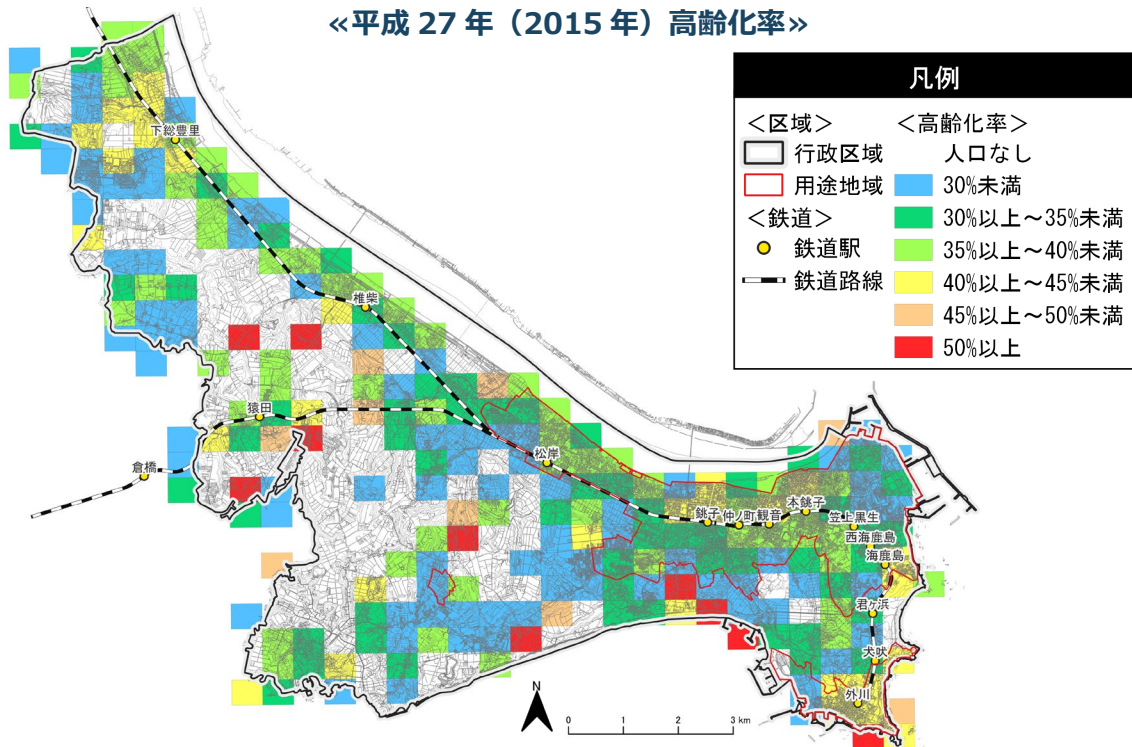 ≪平成 27 年（2015 年）高齢化率≫
凡例
＜区域＞
行政区域
用途地域
＜鉄道＞
鉄道駅
鉄道路線
＜高齢化率＞
人口なし
30%未満
30%以上～35%未満
35%以上～40%未満
40%以上～45%未満
45%以上～50%未満
50%以上
下総豊里
椎柴
猿田
倉橋
松岸
銚子
仲ノ町
観音
本銚子
笠上黒生
西海鹿島
海鹿島
君ヶ浜
犬吠
外川
N
0 1 2 3 km